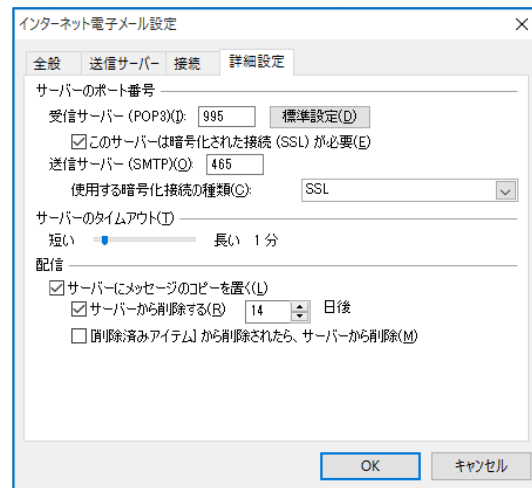 インターネット電子メール設定
全般 送信サーバー 接続 詳細設定
サーバーのポート番号
受信サーバー (POP3)(I): 995 標準設定(D)
このサーバーは暗号化された接続 (SSL) が必要(E)
送信サーバー (SMTP)(O): 465
使用する暗号化接続の種類(C): SSL
サーバーのタイムアウト(T)
短い 長い 1 分
配信
サーバーにメッセージのコピーを置く(L)
サーバーから削除する(R) 14 日後
[削除済みアイテム] から削除されたら、サーバーから削除(M)
OK キャンセル